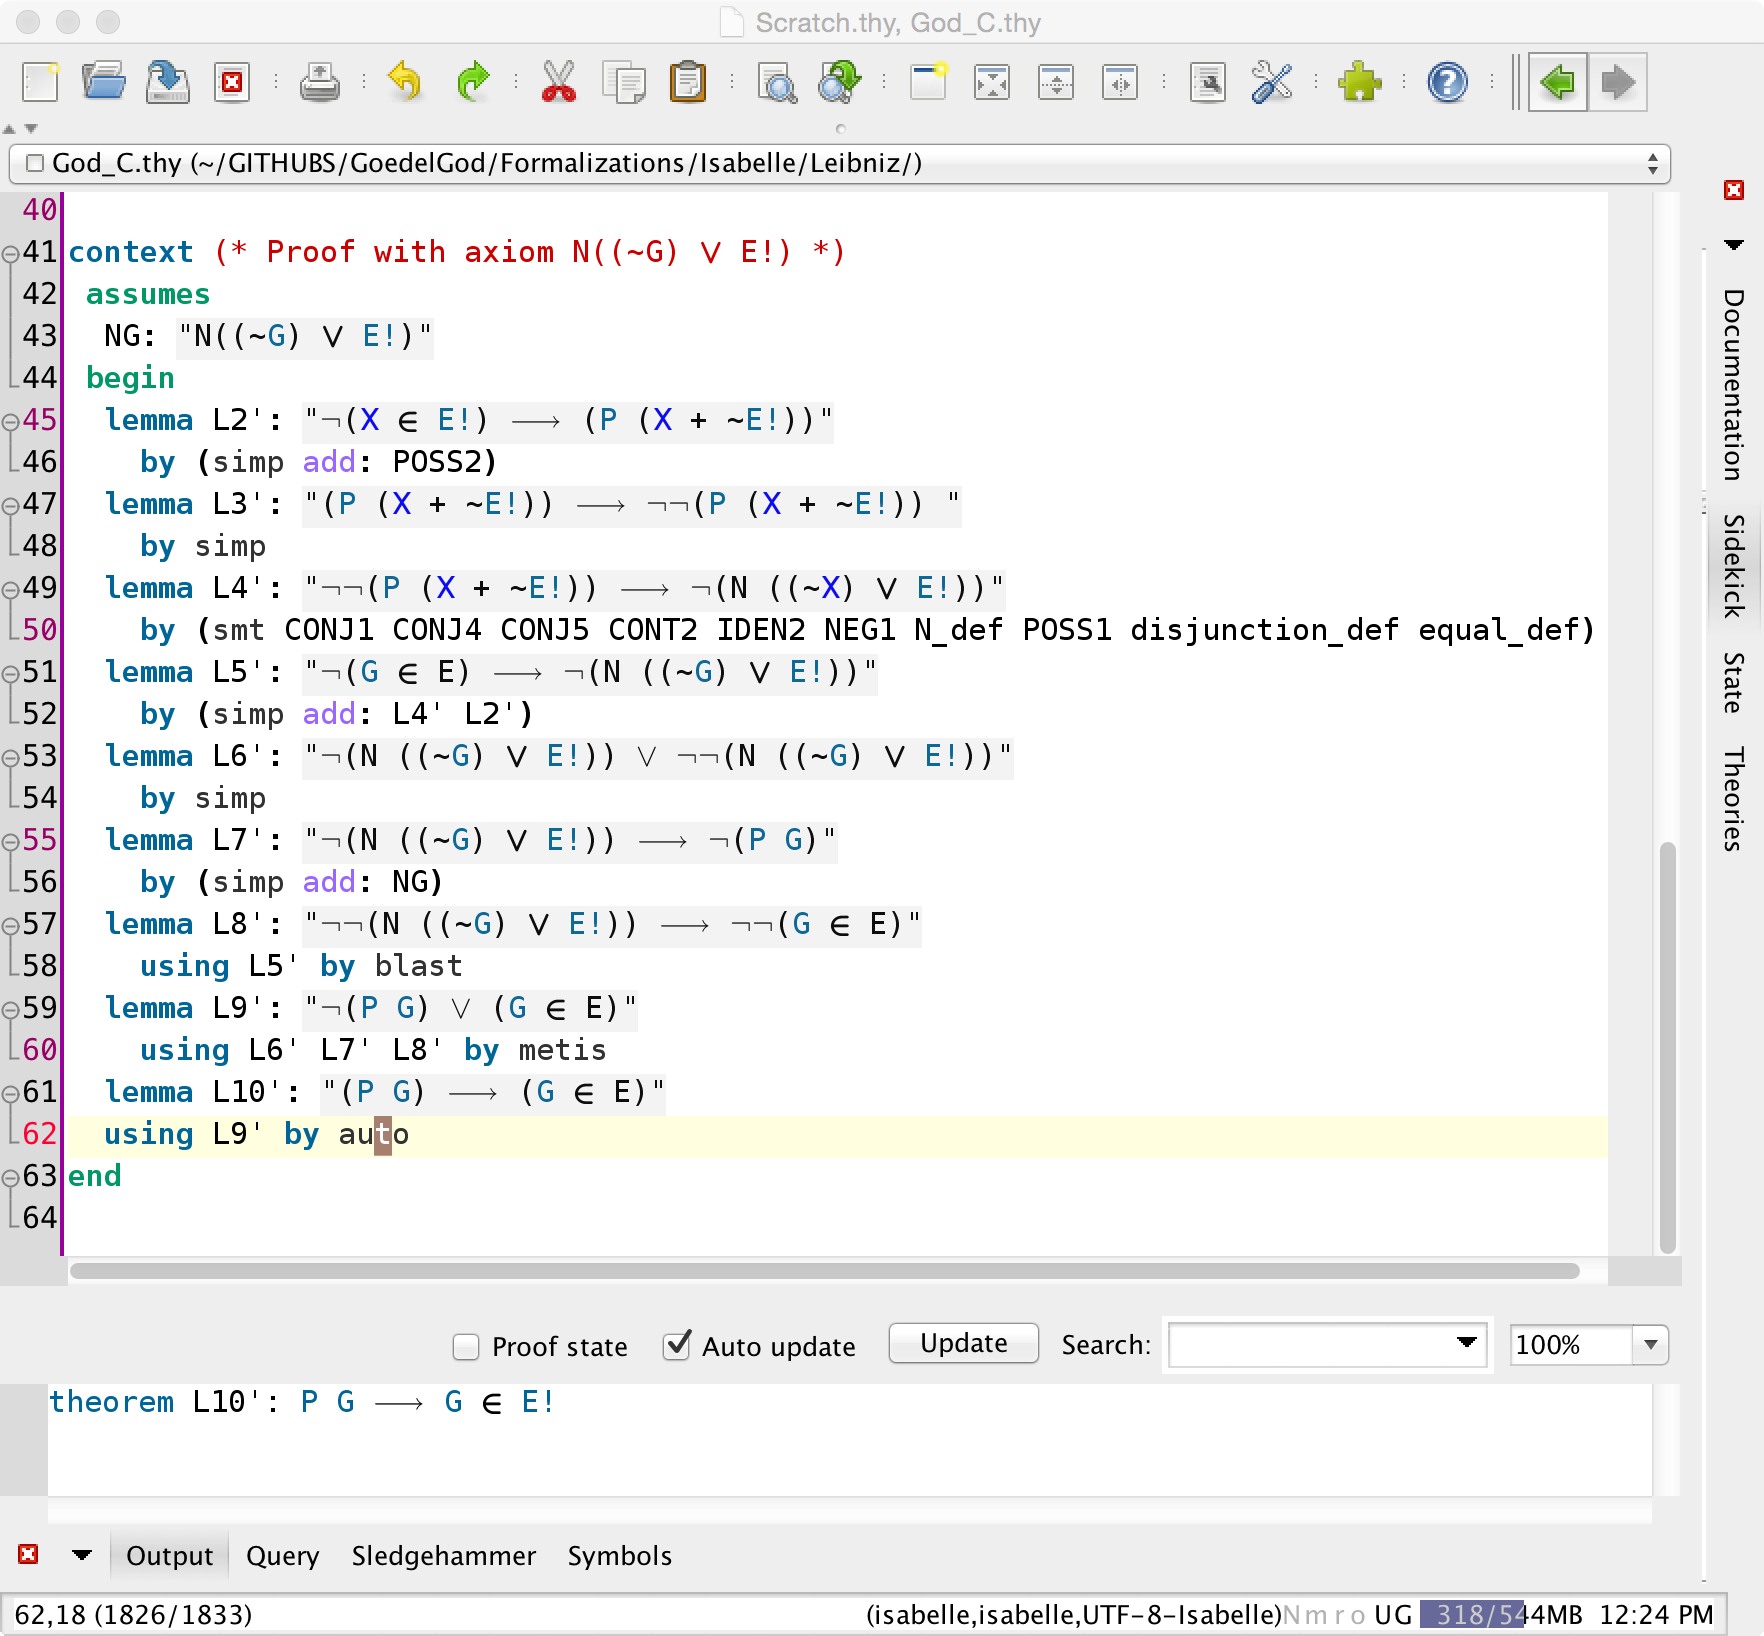 Scratch.thy, God_C.thy
God_C.thy (~/GITHUBS/GoedelGod/Formalizations/Isabelle/Leibniz/)
40
41 context (* Proof with axiom N((~G) ∨ E!) *)
42 assumes
43 NG: "N((~G) ∨ E!)"
44 begin
45 lemma L2': "¬(X ∈ E!) ⟶ (P (X + ~E!))"
46 by (simp add: POSS2)
47 lemma L3': "(P (X + ~E!)) ⟶ ¬¬(P (X + ~E!)) "
48 by simp
49 lemma L4': "¬¬(P (X + ~E!)) ⟶ ¬(N ((~X) ∨ E!))"
50 by (smt CONJ1 CONJ4 CONJ5 CONT2 IDEN2 NEG1 N_def POSS1 disjunction_def equal_def)
51 lemma L5': "¬(G ∈ E) ⟶ ¬(N ((~G) ∨ E!))"
52 by (simp add: L4' L2')
53 lemma L6': "¬(N ((~G) ∨ E!)) ∨ ¬¬(N ((~G) ∨ E!))"
54 by simp
55 lemma L7': "¬(N ((~G) ∨ E!)) ⟶ ¬(P G)"
56 by (simp add: NG)
57 lemma L8': "¬¬(N ((~G) ∨ E!)) ⟶ ¬¬(G ∈ E)"
58 using L5' by blast
59 lemma L9': "¬(P G) ∨ (G ∈ E)"
60 using L6' L7' L8' by metis
61 lemma L10': "(P G) ⟶ (G ∈ E)"
62 using L9' by auto
63 end
64
Documentation
Sidekick
State
Theories
Proof state
Auto update
Update
Search:
100%
theorem L10': P G ⟶ G ∈ E!
Output Query Sledgehammer Symbols
62,18 (1826/1833)
(isabelle,isabelle,UTF-8-Isabelle)N m r o UG 318/544MB 12:24 PM